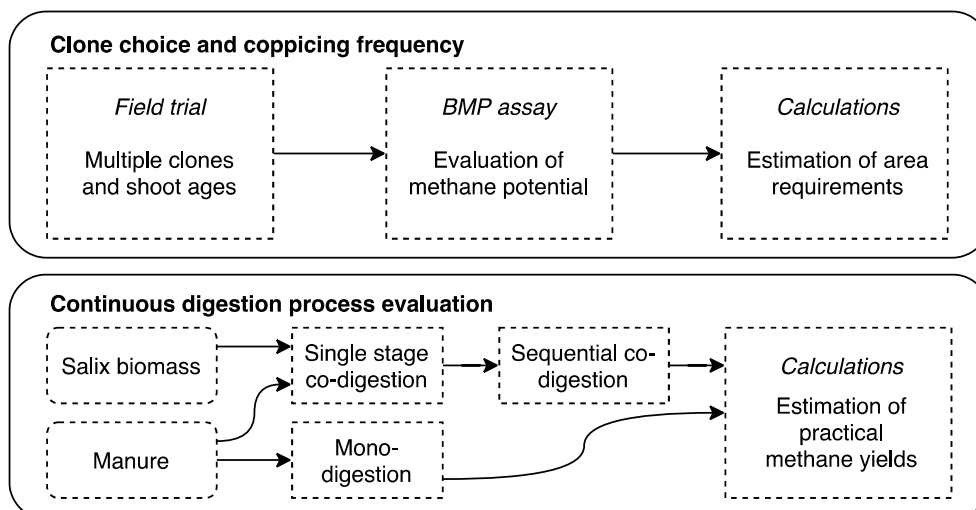 Clone choice and coppicing frequency
Field trial
Multiple clones
and shoot ages
BMP assay
Evaluation of
methane potential
Calculations
Estimation of area
requirements
Continuous digestion process evaluation
Salix biomass
Manure
Single stage
co-digestion
Mono-
digestion
Sequential co-
digestion
Calculations
Estimation of
practical
methane yields